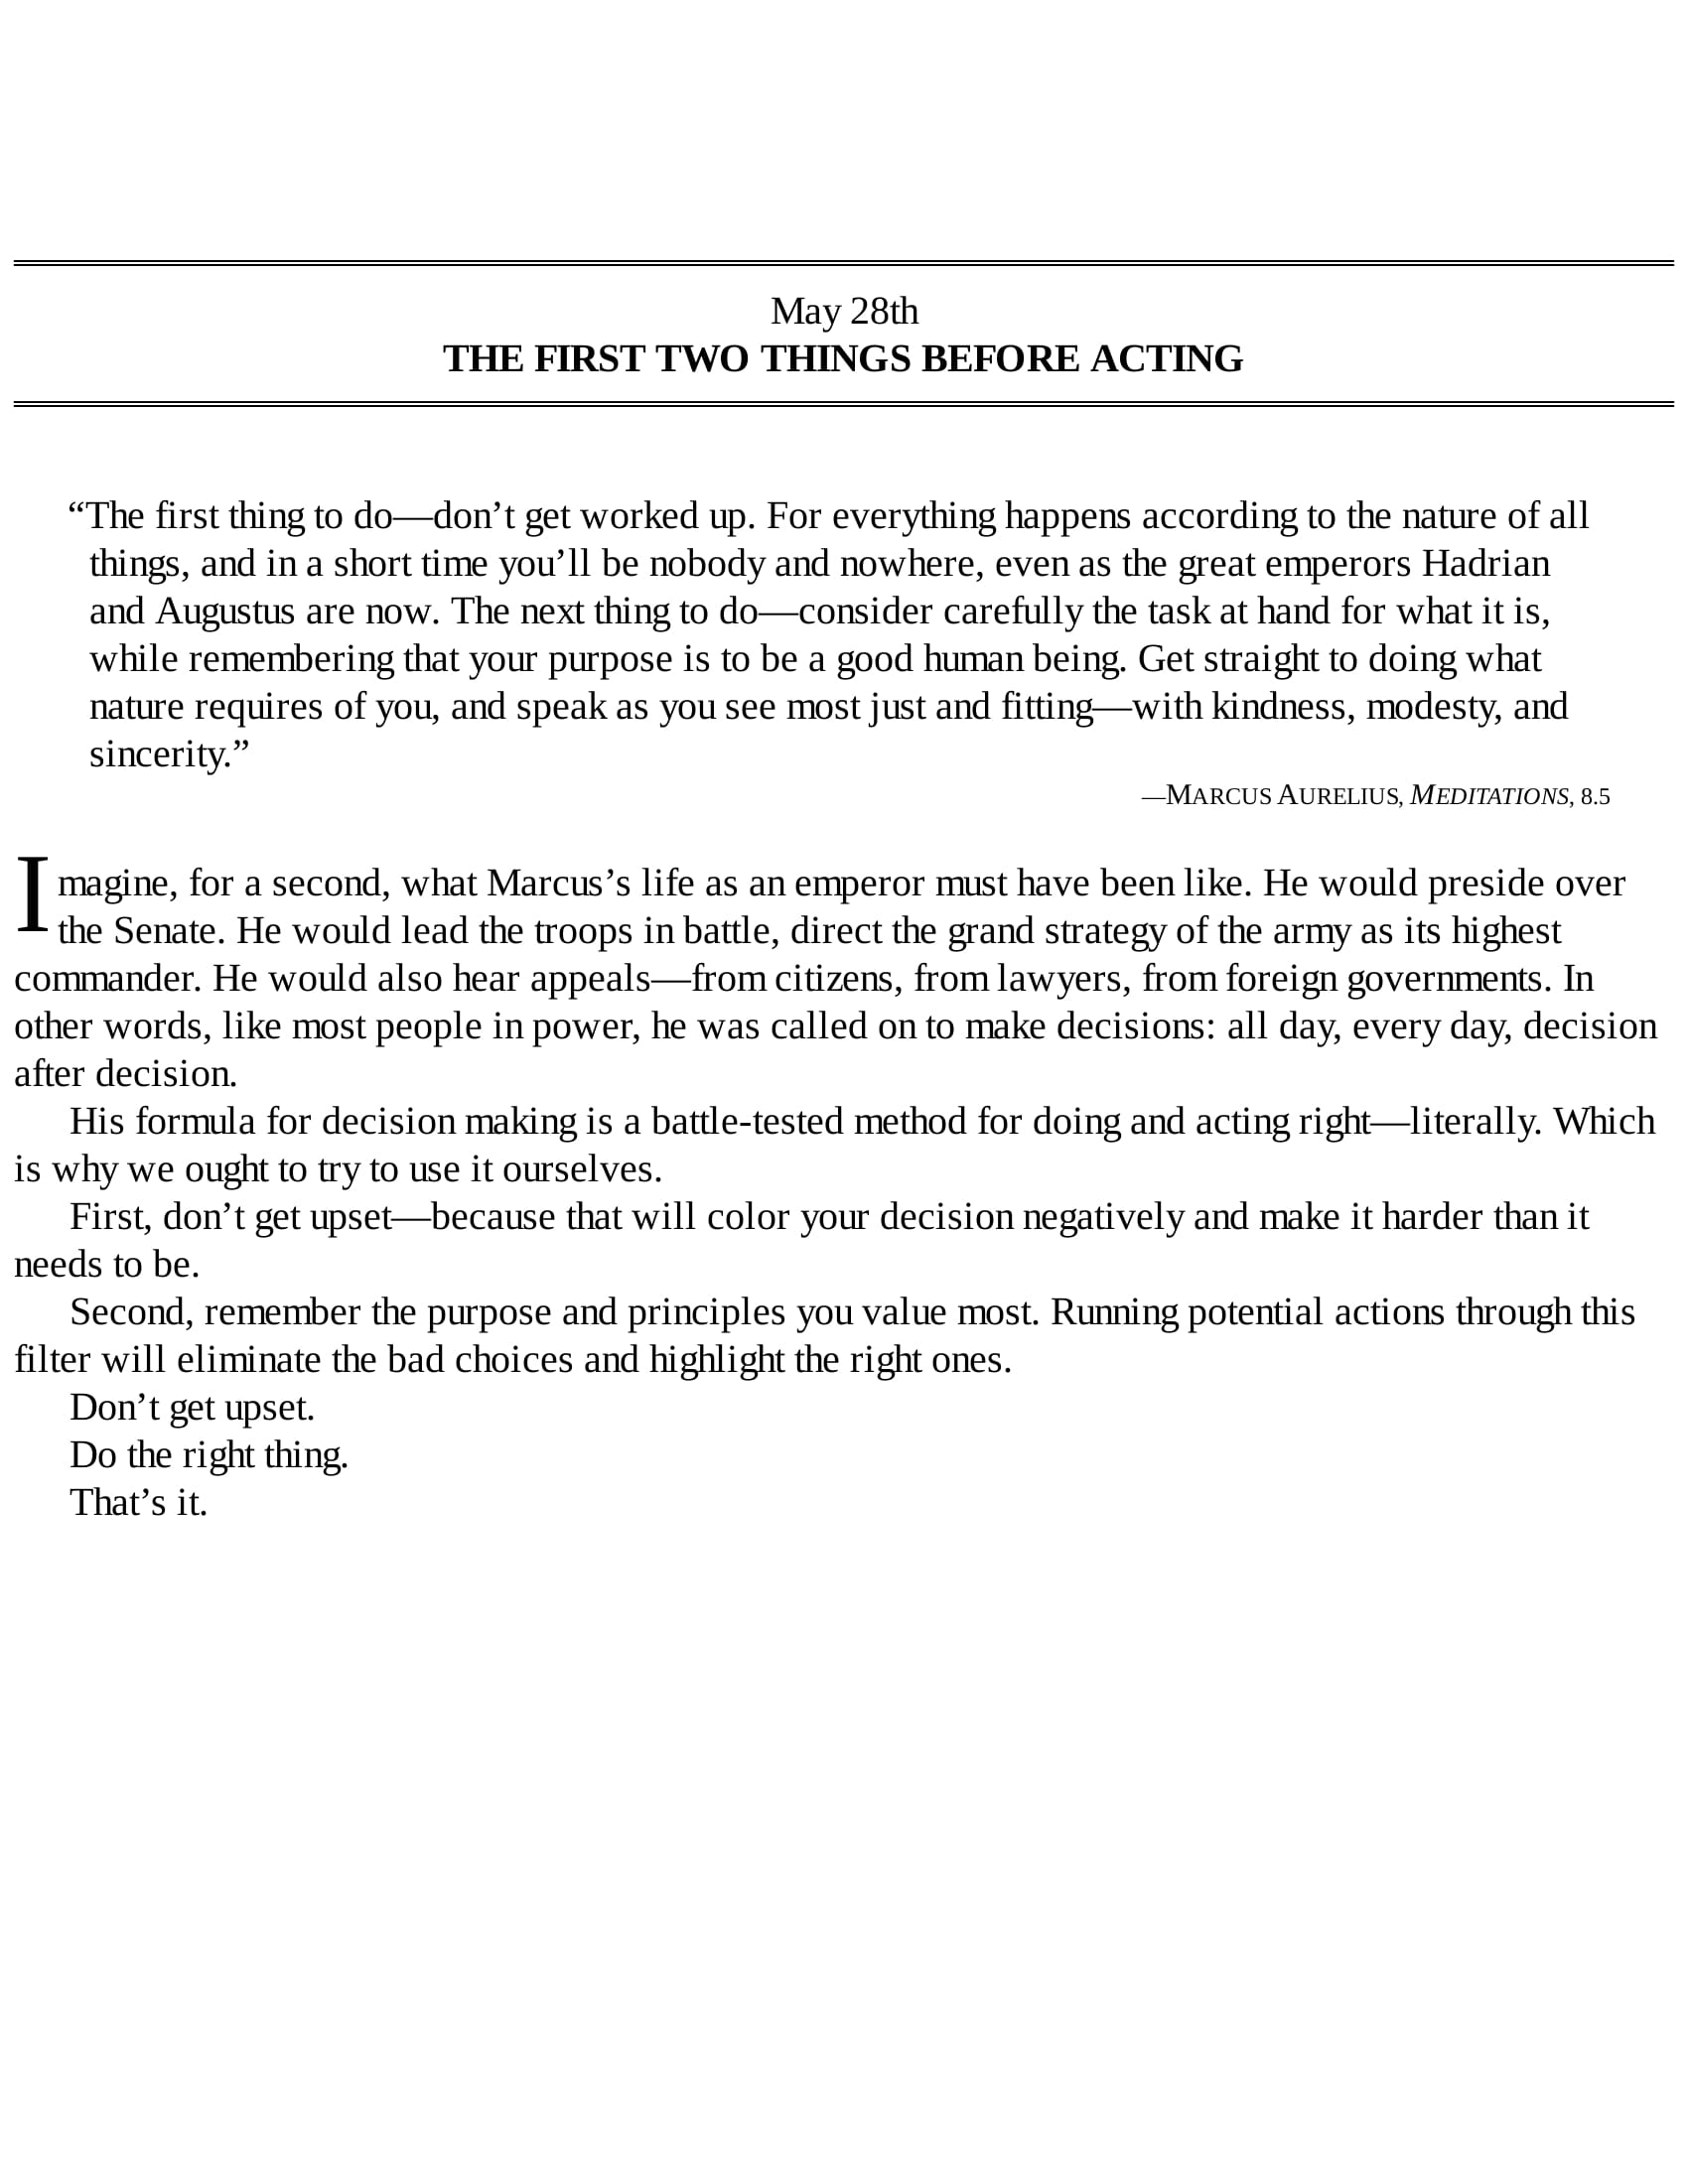 May 28th
THE FIRST TWO THINGS BEFORE ACTING
“The first thing to do—don’t get worked up. For everything happens according to the nature of all
things, and in a short time you’ll be nobody and nowhere, even as the great emperors Hadrian
and Augustus are now. The next thing to do—consider carefully the task at hand for what it is,
while remembering that your purpose is to be a good human being. Get straight to doing what
nature requires of you, and speak as you see most just and fitting—with kindness, modesty, and
sincerity.”
—MARCUS AURELIUS, MEDITATIONS, 8.5
Imagine, for a second, what Marcus’s life as an emperor must have been like. He would preside over
the Senate. He would lead the troops in battle, direct the grand strategy of the army as its highest
commander. He would also hear appeals—from citizens, from lawyers, from foreign governments. In
other words, like most people in power, he was called on to make decisions: all day, every day, decision
after decision.
His formula for decision making is a battle-tested method for doing and acting right—literally. Which
is why we ought to try to use it ourselves.
First, don’t get upset—because that will color your decision negatively and make it harder than it
needs to be.
Second, remember the purpose and principles you value most. Running potential actions through this
filter will eliminate the bad choices and highlight the right ones.
Don’t get upset.
Do the right thing.
That’s it.